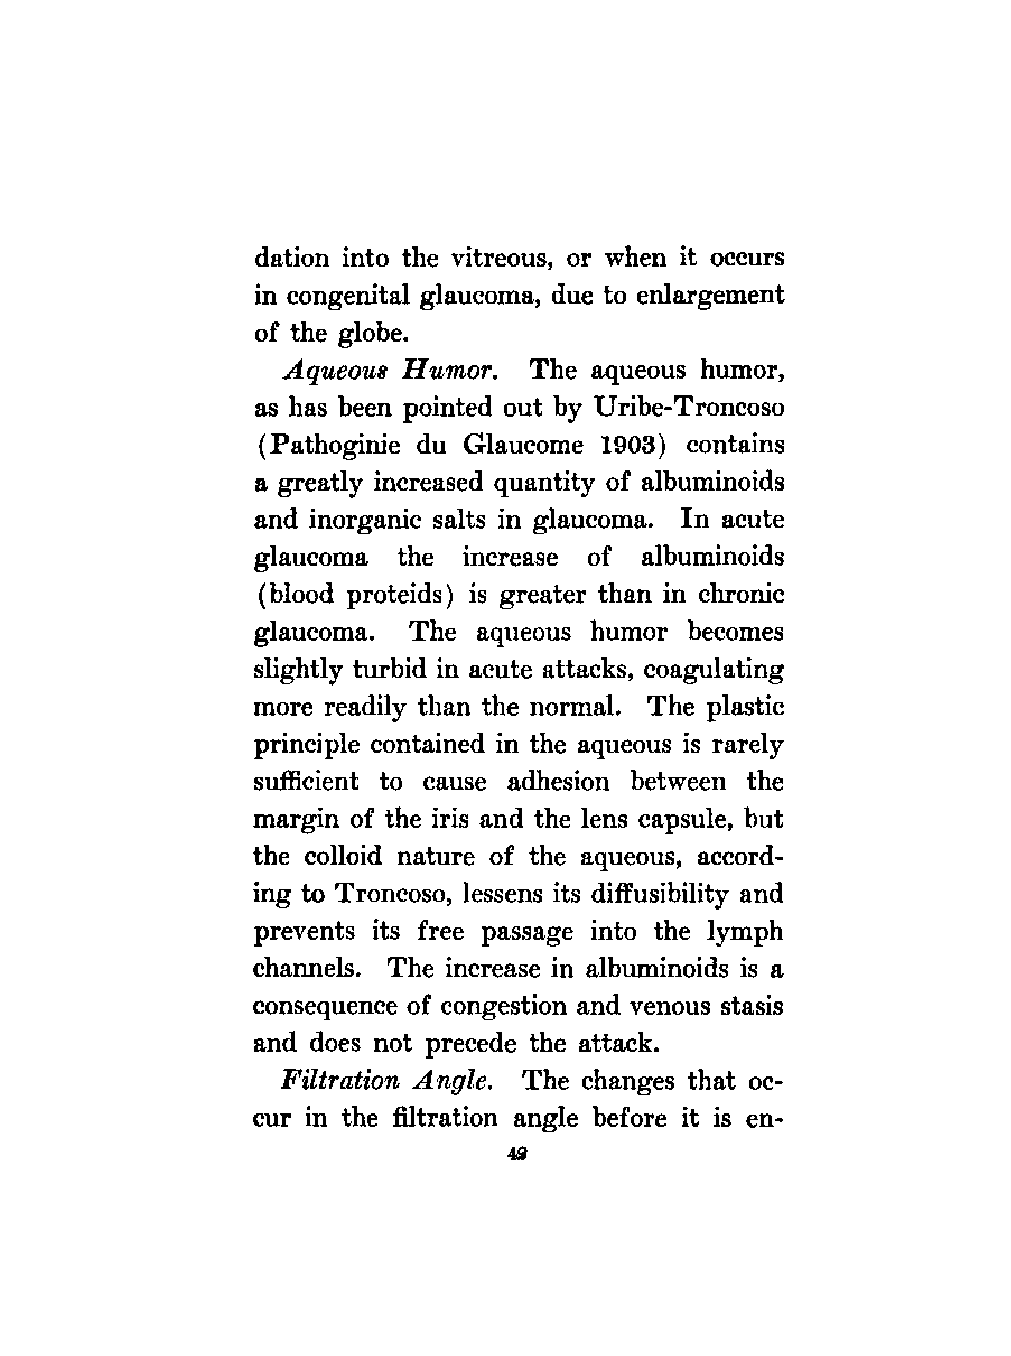 dation into the vitreous, or when it occurs
in congenital glaucoma, due to enlargement
of the globe.
Aqueous Humor. The aqueous humor,
as has been pointed out by Uribe-Troncoso
(Pathoginie du Glaucome 1903) contains
a greatly increased quantity of albuminoids
and inorganic salts in glaucoma. In acute
glaucoma the increase of albuminoids
(blood proteids) is greater than in chronic
glaucoma. The aqueous humor becomes
slightly turbid in acute attacks, coagulating
more readily than the normal. The plastic
principle contained in the aqueous is rarely
sufficient to cause adhesion between the
margin of the iris and the lens capsule, but
the colloid nature of the aqueous, accord-
ing to Troncoso, lessens its diffusibility and
prevents its free passage into the lymph
channels. The increase in albuminoids is a
consequence of congestion and venous stasis
and does not precede the attack.
Filtration Angle. The changes that oc-
cur in the filtration angle before it is en-
49